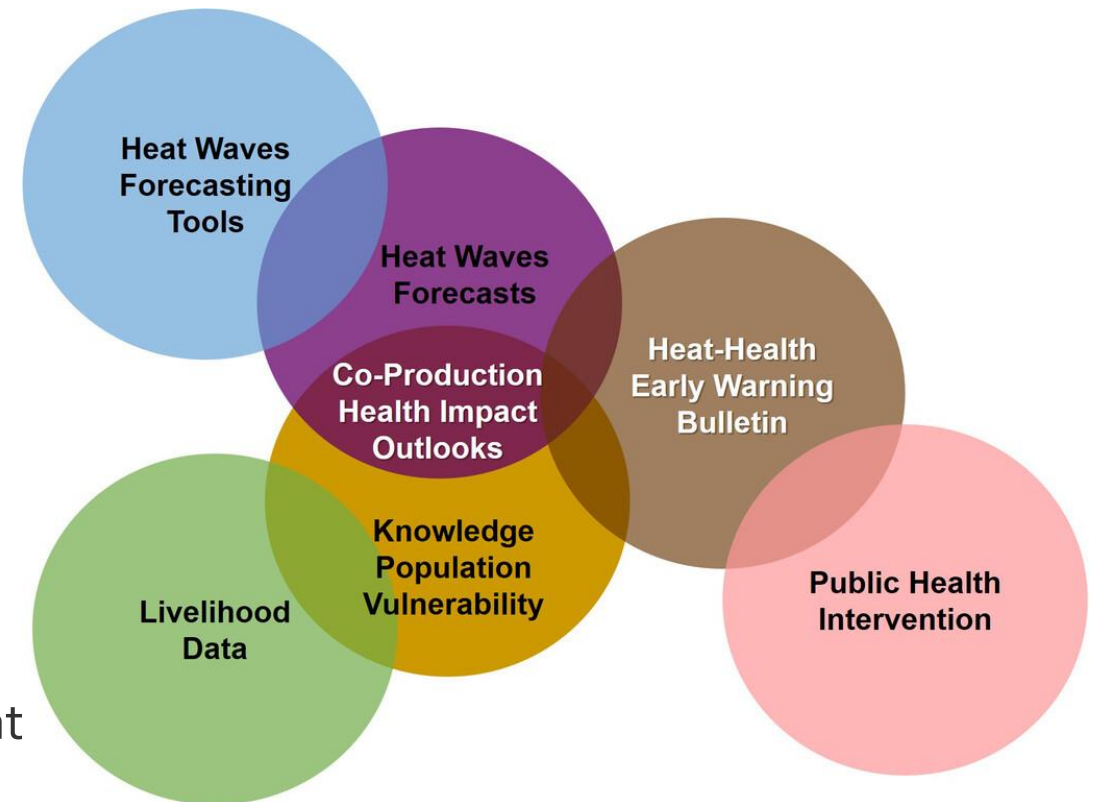 Heat Waves
Forecasting
Tools
Heat Waves
Forecasts
Co-Production
Health Impact
Outlooks
Heat-Health
Early Warning
Bulletin
Knowledge
Population
Vulnerability
Livelihood
Data
Public Health
Intervention